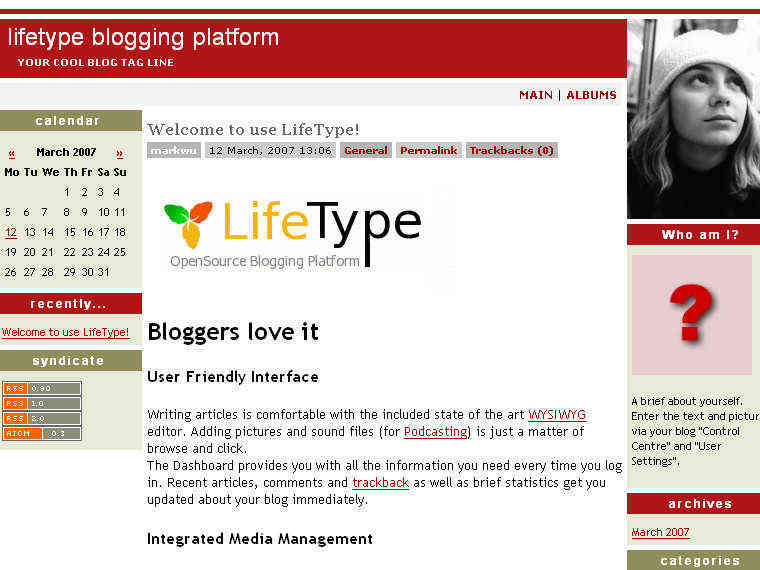 lifetype blogging platform
YOUR COOL BLOG TAG LINE
MAIN | ALBUMS
calendar
« March 2007 »
Mo Tu We Th Fr Sa Su
1 2 3 4
5 6 7 8 9 10 11
12 13 14 15 16 17 18
19 20 21 22 23 24 25
26 27 28 29 30 31
recently...
Welcome to use LifeType!
syndicate
RSS 0.90
RSS 1.0
RSS 2.0
ATOM 0.3
Welcome to use LifeType!
markwu 12 March, 2007 13:06 General Permalink Trackbacks (0)
LifeType
OpenSource Blogging Platform
Bloggers love it
User Friendly Interface
Writing articles is comfortable with the included state of the art WYSIWYG
editor. Adding pictures and sound files (for Podcasting) is just a matter of
browse and click.
The Dashboard provides you with all the information you need every time you log
in. Recent articles, comments and trackback as well as brief statistics get you
updated about your blog immediately.
Integrated Media Management
Who am I?
?
A brief about yourself.
Enter the text and pictur
via your blog "Control
Centre" and "User
Settings".
archives
March 2007
categories